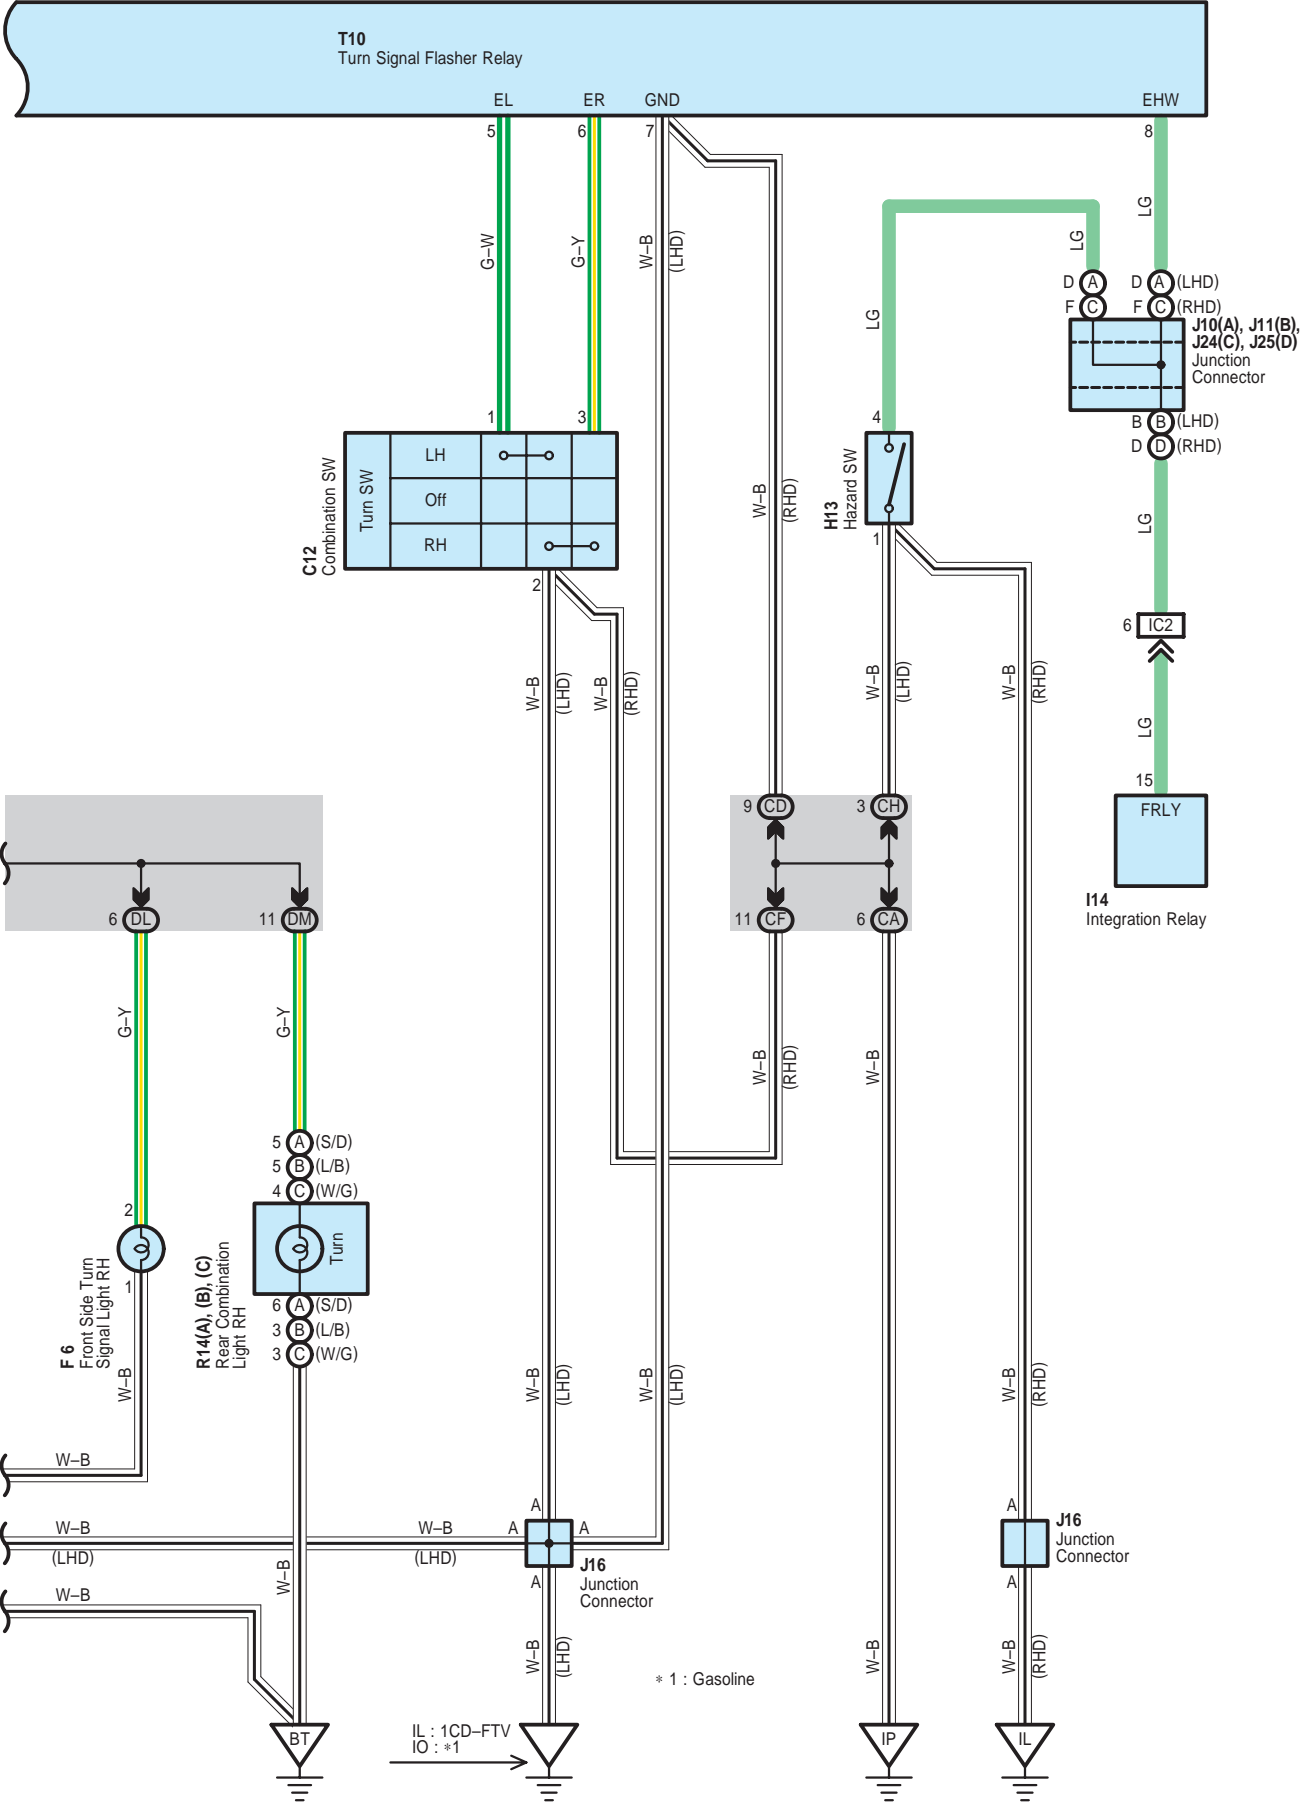 T10
Turn Signal Flasher Relay
EL
ER
GND
EHW
5
6
7
8
G–W
G–Y
W–B
(LHD)
LG
LG
LG
D A
D A (LHD)
F C
F C (RHD)
J10(A), J11(B),
J24(C), J25(D)
Junction
Connector
B B (LHD)
D D (RHD)
1
3
4
C12
Combination SW
Turn SW
LH
Off
RH
2
H13
Hazard SW
1
W–B
(RHD)
LG
6 IC2
W–B
(LHD)
W–B
(RHD)
W–B
(LHD)
W–B
(RHD)
LG
15
FRLY
I14
Integration Relay
9 CD
3 CH
11 CF
6 CA
6 DL
11 DM
G–Y
G–Y
W–B
(RHD)
W–B
5 A (S/D)
5 B (L/B)
4 C (W/G)
2
1
Turn
F 6
Front Side Turn
Signal Light RH
R14(A), (B), (C)
Rear Combination
Light RH
6 A (S/D)
3 B (L/B)
3 C (W/G)
W–B
W–B
(LHD)
W–B
(LHD)
W–B
(RHD)
W–B
W–B
(LHD)
W–B
(LHD)
A
A
A
A
J16
Junction
Connector
A
A
J16
Junction
Connector
W–B
W–B
W–B
(LHD)
W–B
W–B
(RHD)
* 1 : Gasoline
IL : 1CD–FTV
IO : *1
BT
IP
IL